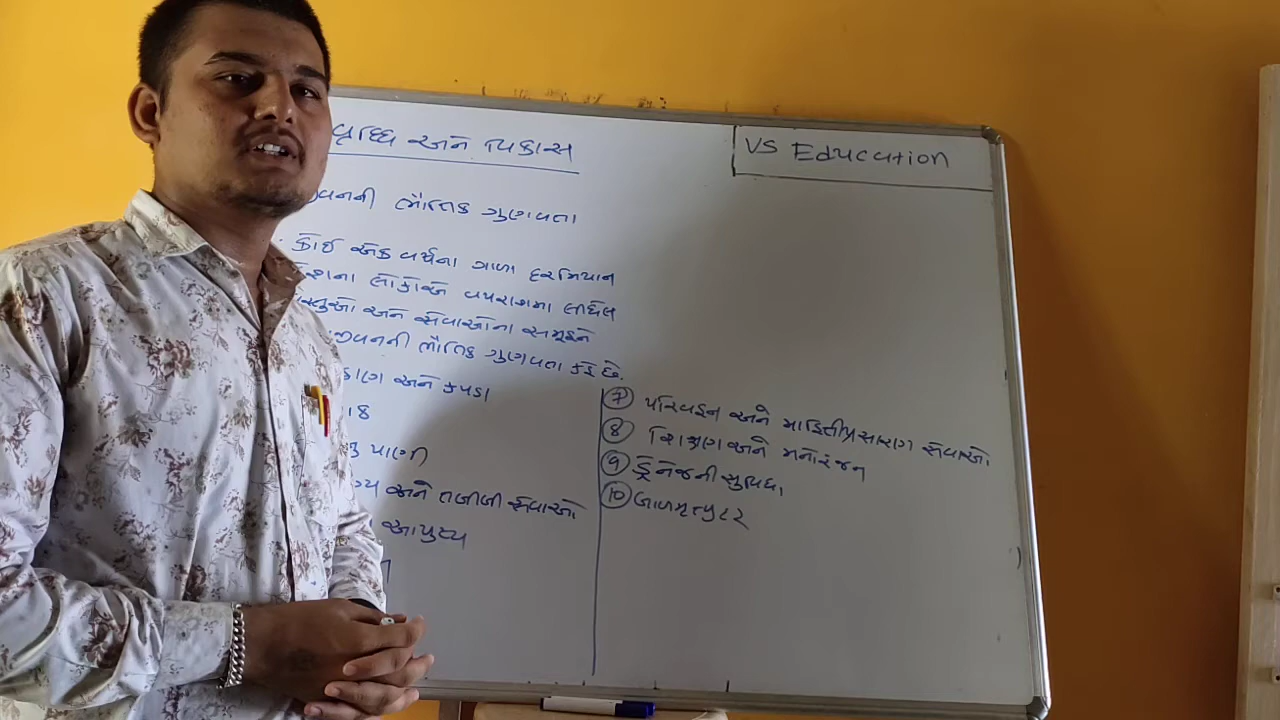 વૃધ્ધિ અને વિકાસ
VS Education
જીવનની ભૌતિક ગુણવતા
કોઈ એક વર્ષના ગાળા દરમિયાન
દેશના લોકોએ વપરાશમા લીધેલ
વસ્તુઓ અને સેવાઓના સમૂહને
જીવનની ભૌતિક ગુણવતા કહે છે.
અને કપડા
પાણી
અને તબીબી સેવાઓ
આયુષ્ય
⑦ પરિવહન અને માહિતીપ્રસારણ સેવાઓ
⑧ શિક્ષણ અને મનોરંજન
⑨ ડ્રેનેજની સુવિધા
⑩ બાળમૃત્યુદર